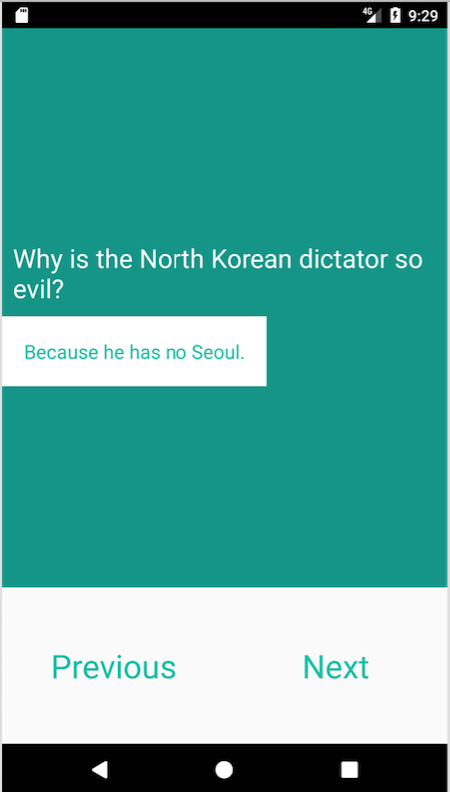 4G 9:29
Why is the North Korean dictator so
evil?
Because he has no Seoul.
Previous Next